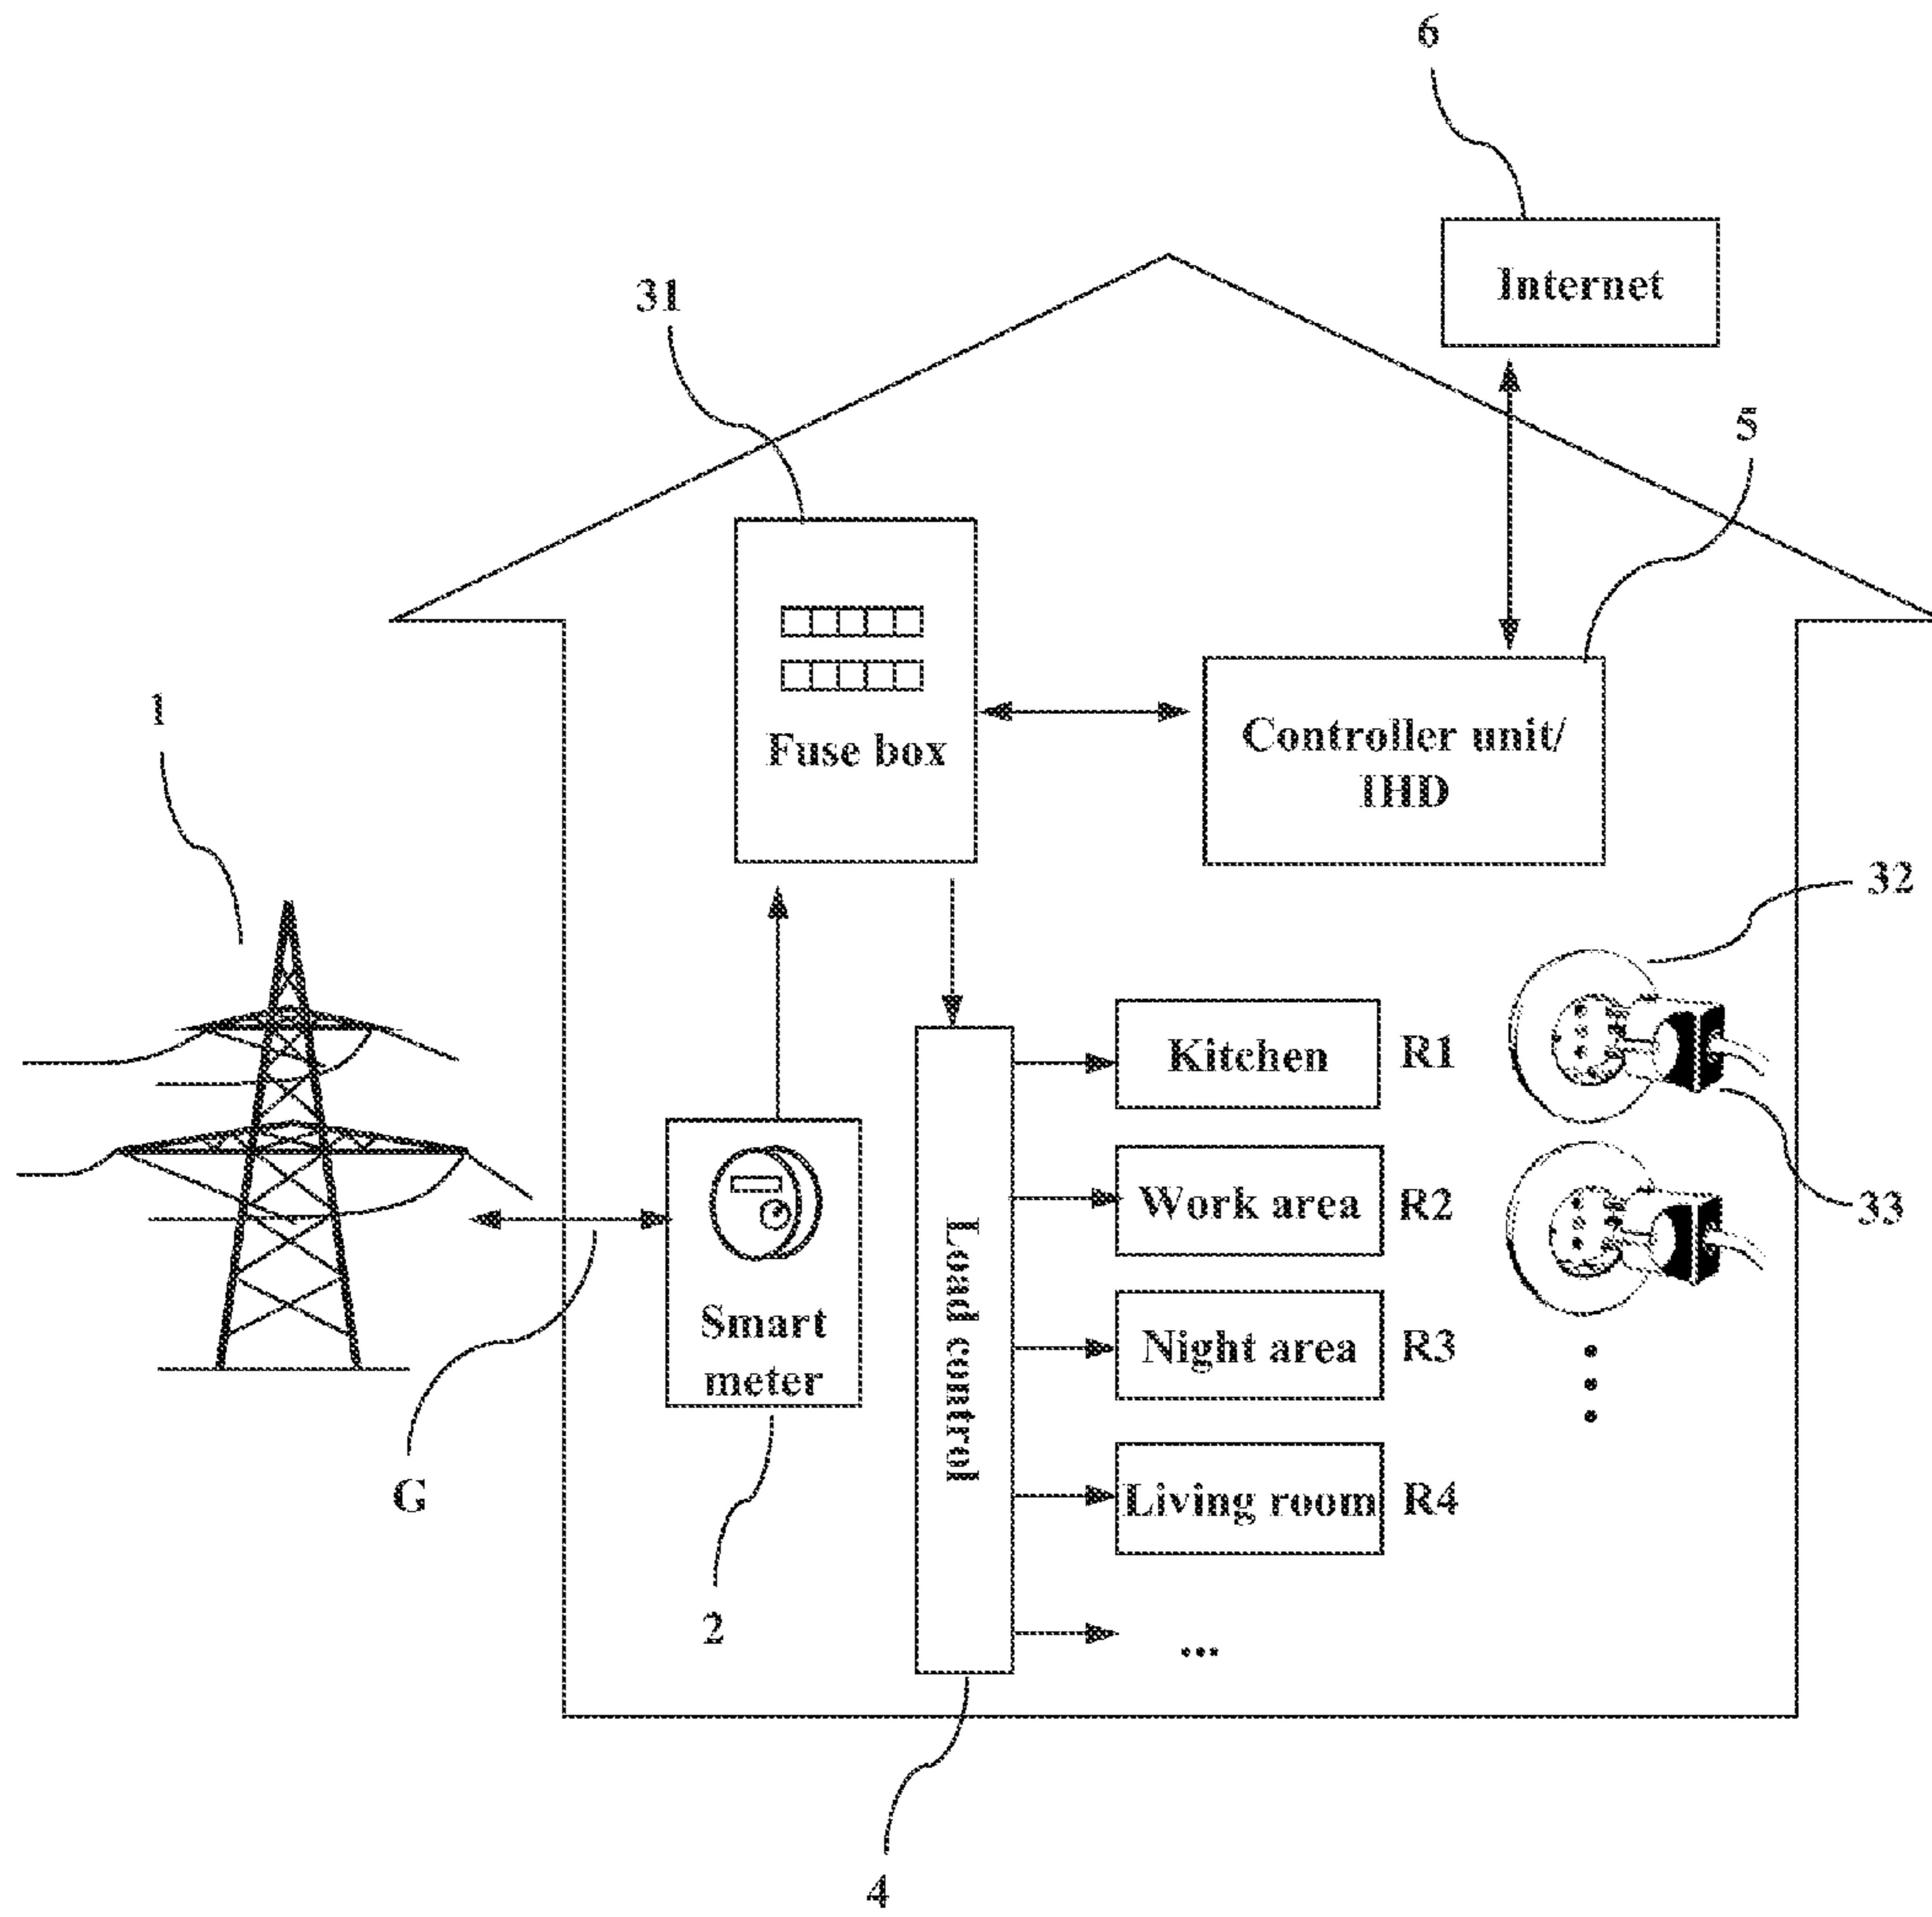 6
Internet
31
5
Fuse box
Controller unit/
IHD
1
32
Kitchen
R1
33
Work area
R2
Smart
meter
Load control
Night area
R3
G
Living room
R4
2
...
4